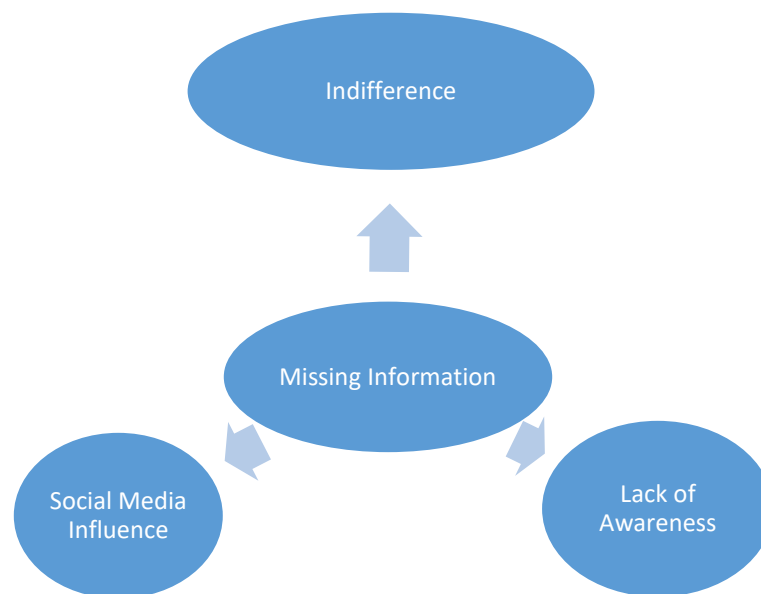 Indifference
Missing Information
Social Media
Influence
Lack of
Awareness